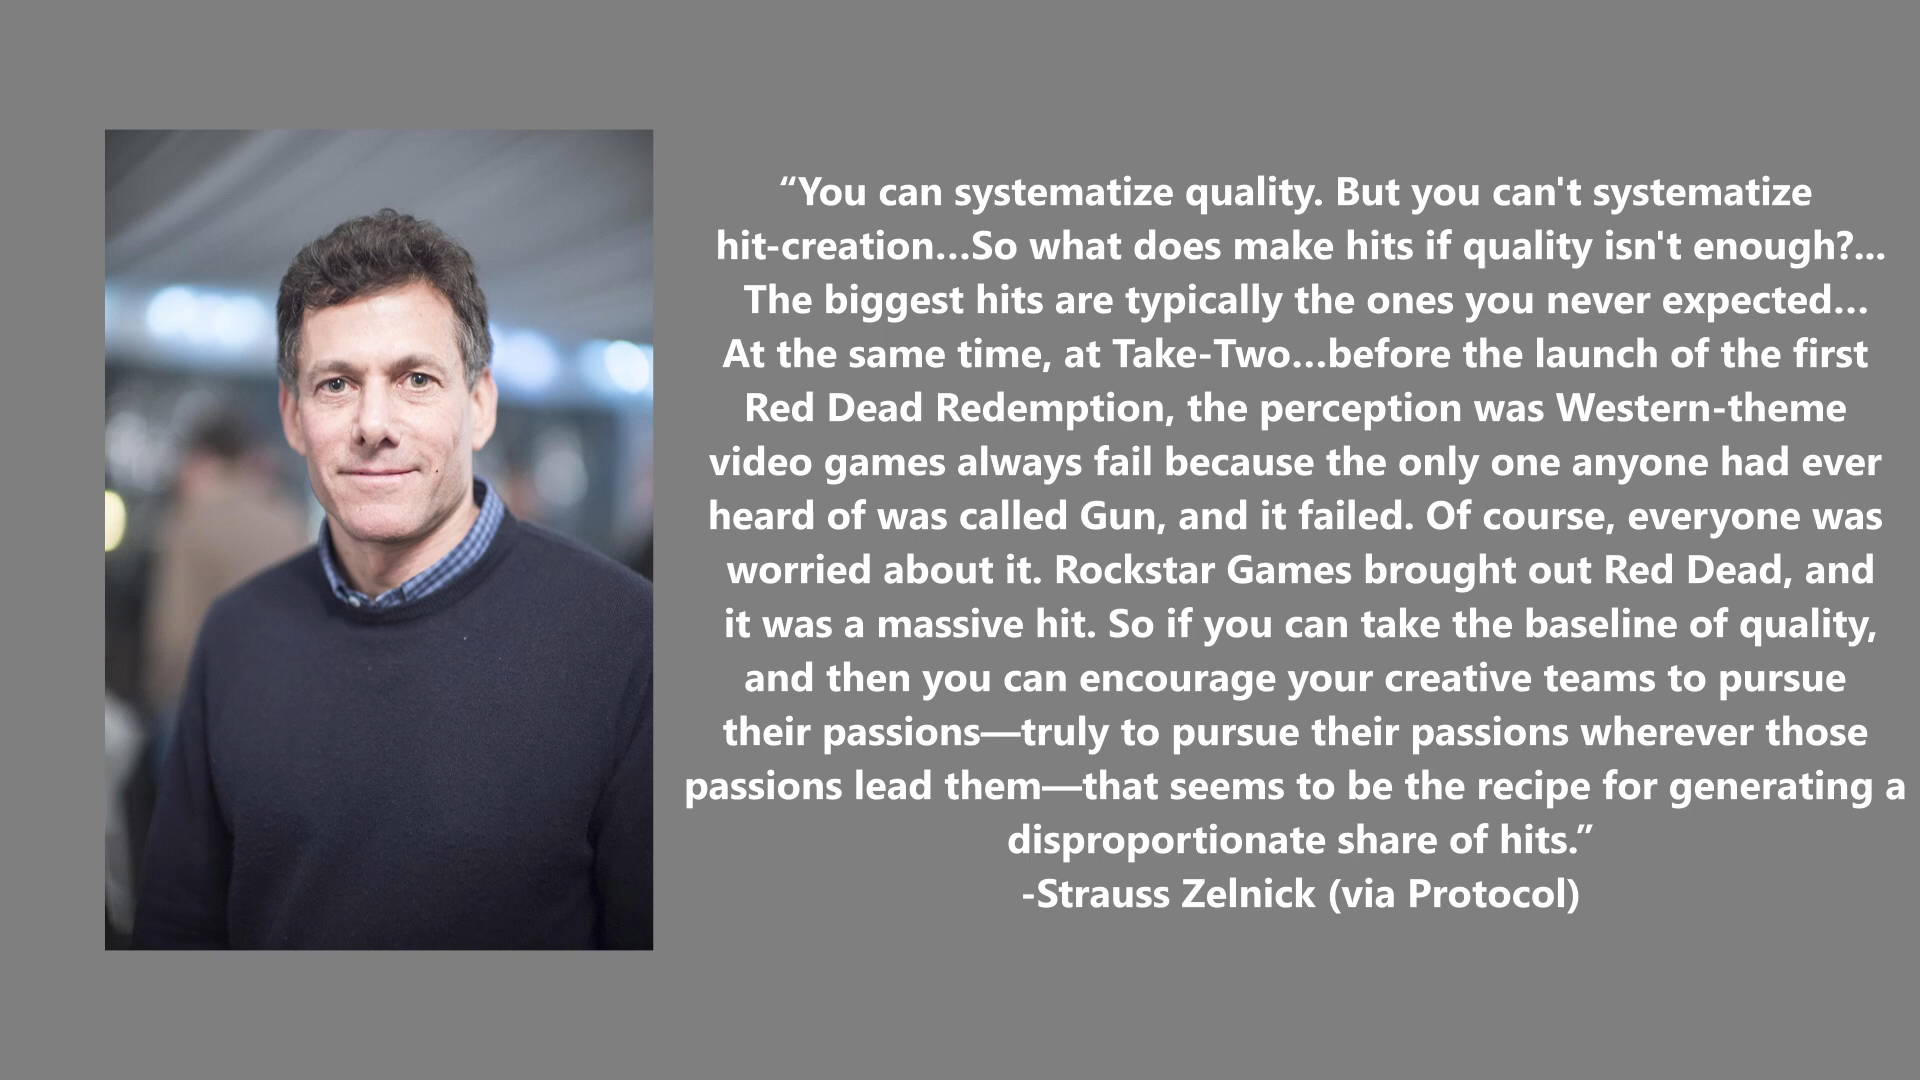 “You can systematize quality. But you can't systematize
hit-creation…So what does make hits if quality isn't enough?...
The biggest hits are typically the ones you never expected…
At the same time, at Take-Two…before the launch of the first
Red Dead Redemption, the perception was Western-theme
video games always fail because the only one anyone had ever
heard of was called Gun, and it failed. Of course, everyone was
worried about it. Rockstar Games brought out Red Dead, and
it was a massive hit. So if you can take the baseline of quality,
and then you can encourage your creative teams to pursue
their passions—truly to pursue their passions wherever those
passions lead them—that seems to be the recipe for generating a
disproportionate share of hits.”
-Strauss Zelnick (via Protocol)